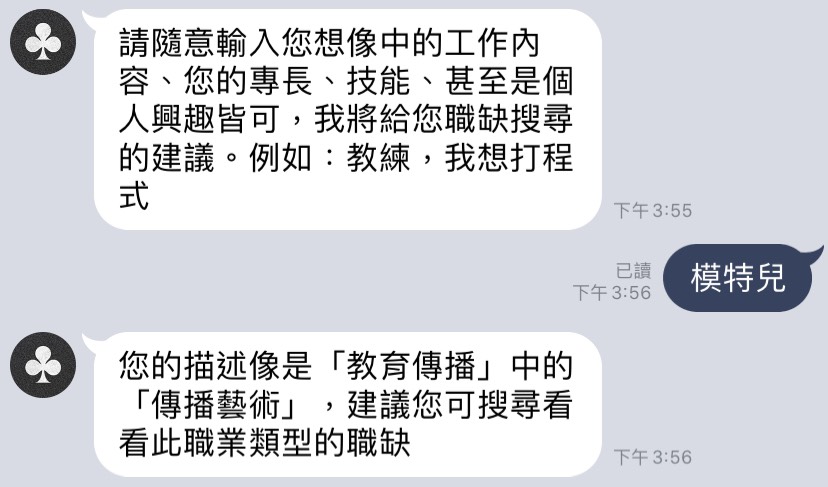 請隨意輸入您想像中的工作內
容、您的專長、技能、甚至是個
人興趣皆可，我將給您職缺搜尋
的建議。例如：教練，我想打程
式
下午 3:55
已讀
下午 3:56
模特兒
您的描述像是「教育傳播」中的
「傳播藝術」，建議您可搜尋看
看此職業類型的職缺
下午 3:56